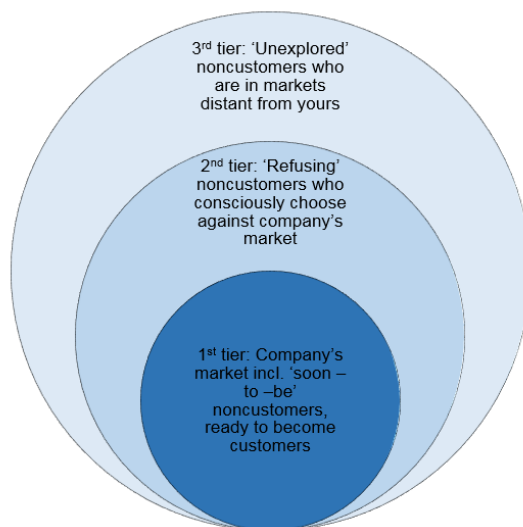 3rd tier: ‘Unexplored’
noncustomers who
are in markets
distant from yours
2nd tier: ‘Refusing’
noncustomers who
consciously choose
against company’s
market
1st tier: Company’s
market incl. ‘soon –
to –be’
noncustomers,
ready to become
customers